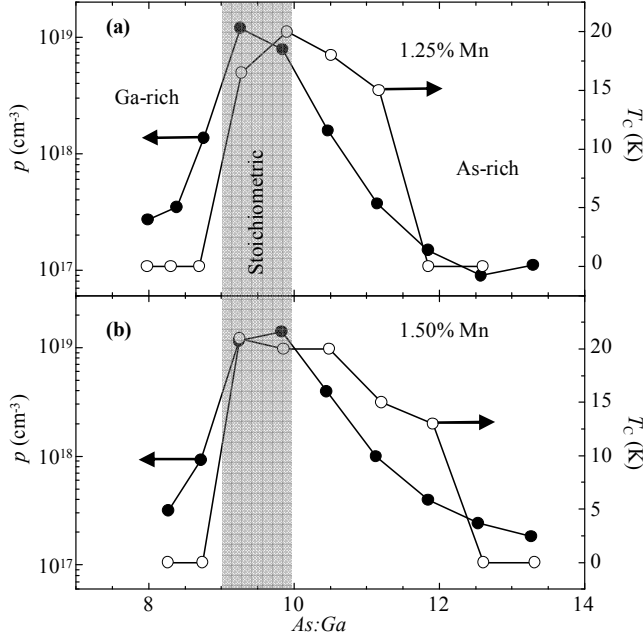 (a)
1.25% Mn
Ga-rich
As-rich
Stoichiometric
10¹⁹
10¹⁸
10¹⁷
p (cm⁻³)
20
15
10
5
0
T_C (K)
(b)
1.50% Mn
10¹⁹
10¹⁸
10¹⁷
p (cm⁻³)
20
15
10
5
0
T_C (K)
8
10
12
14
As:Ga